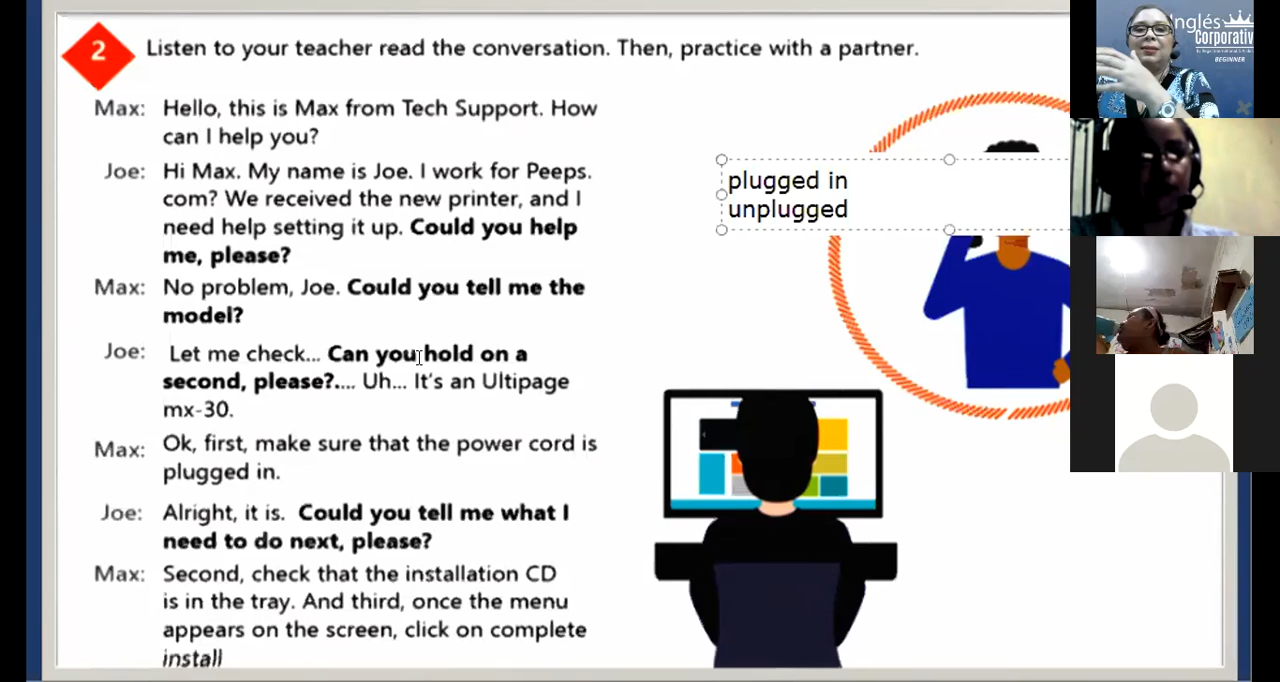 2 Listen to your teacher read the conversation. Then, practice with a partner.
Max: Hello, this is Max from Tech Support. How
can I help you?
Joe: Hi Max. My name is Joe. I work for Peeps.
com? We received the new printer, and I
need help setting it up. Could you help
me, please?
Max: No problem, Joe. Could you tell me the
model?
Joe: Let me check... Can you hold on a
second, please?.... Uh... It's an Ultipage
mx-30.
Max: Ok, first, make sure that the power cord is
plugged in.
Joe: Alright, it is. Could you tell me what I
need to do next, please?
Max: Second, check that the installation CD
is in the tray. And third, once the menu
appears on the screen, click on complete
install
plugged in
unplugged
Inglés
Corporativ
BEGINNER